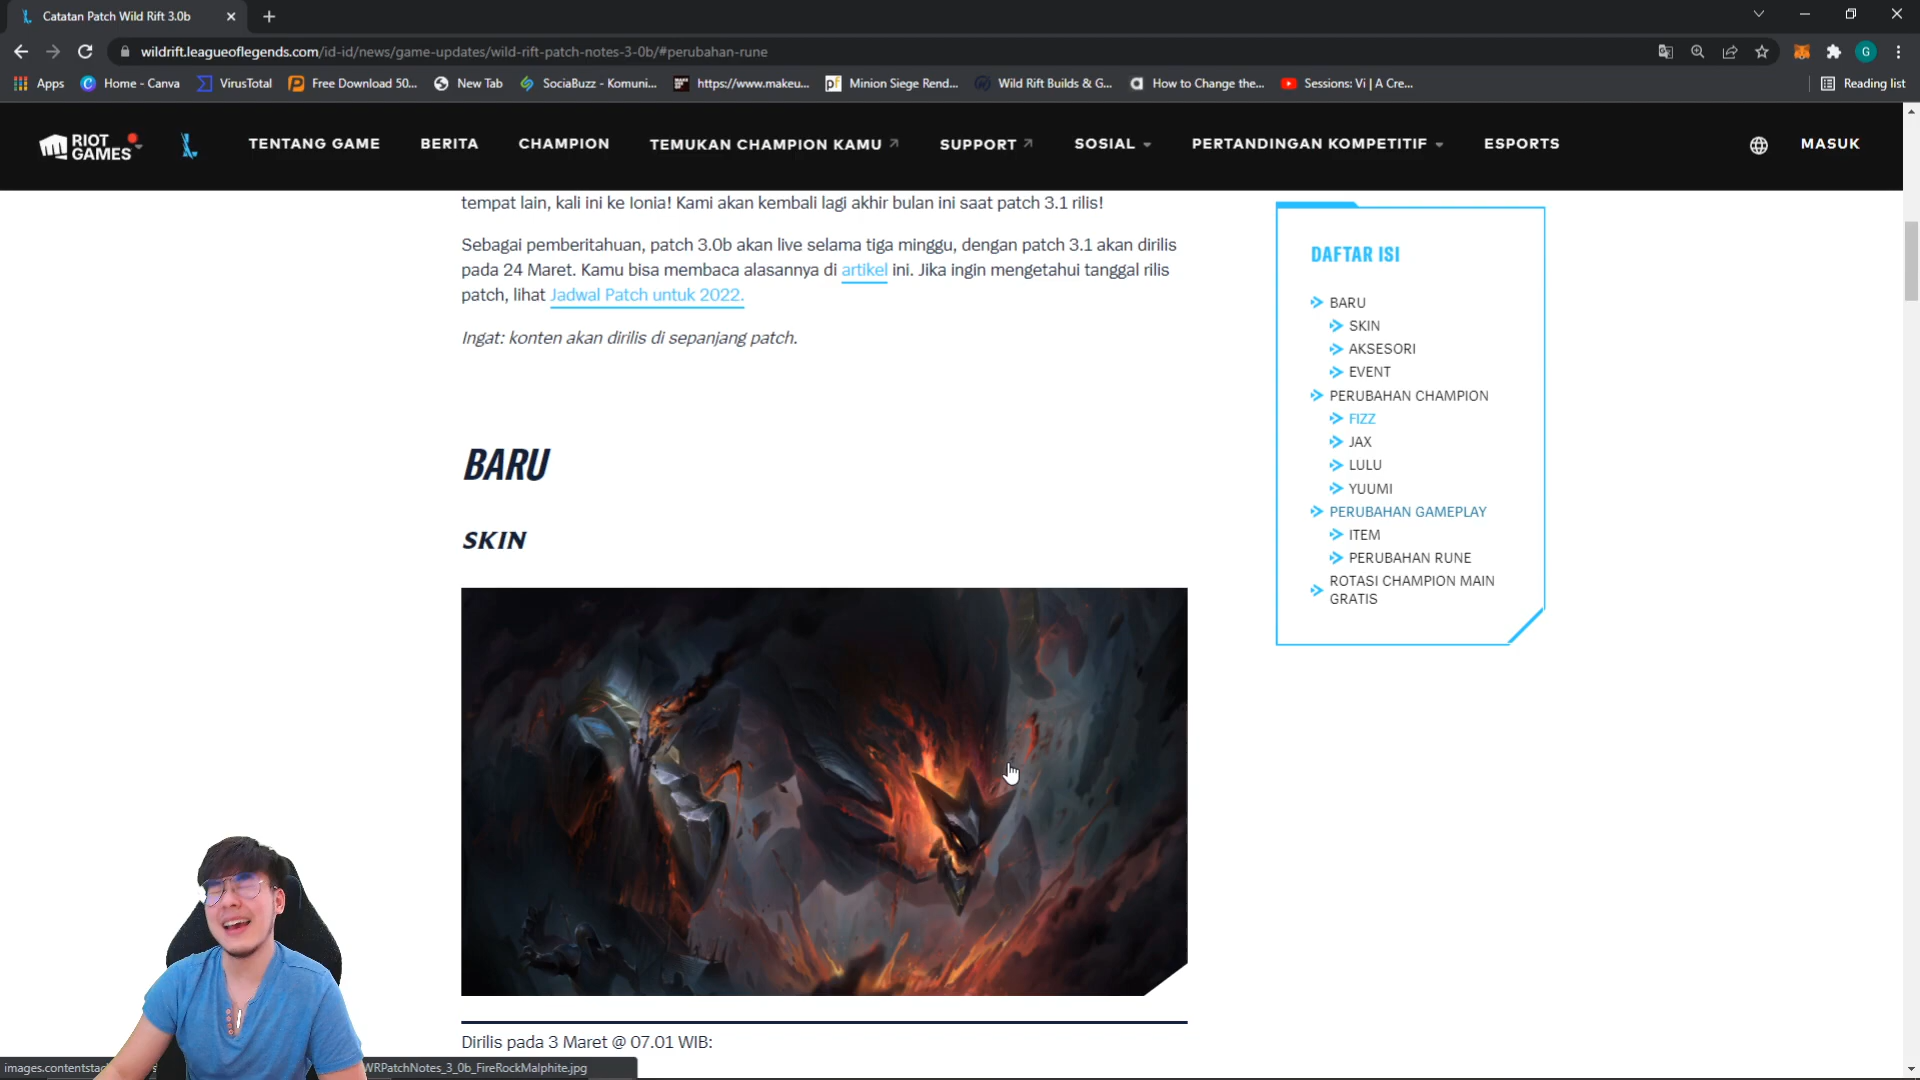 Catatan Patch Wild Rift 3.0b
wildrift.leagueoflegends.com/id-id/news/game-updates/wild-rift-patch-notes-3-0b/#perubahan-rune
G
Apps
Home - Canva
VirusTotal
Free Download 50...
New Tab
SociaBuzz - Komuni...
https://www.makeu...
Minion Siege Rend...
Wild Rift Builds & G...
How to Change the...
Sessions: Vi | A Cre...
Reading list
RIOT GAMES
TENTANG GAME
BERITA
CHAMPION
TEMUKAN CHAMPION KAMU
SUPPORT
SOSIAL
PERTANDINGAN KOMPETITIF
ESPORTS
MASUK
tempat lain, kali ini ke Ionia! Kami akan kembali lagi akhir bulan ini saat patch 3.1 rilis!
Sebagai pemberitahuan, patch 3.0b akan live selama tiga minggu, dengan patch 3.1 akan dirilis
pada 24 Maret. Kamu bisa membaca alasannya di artikel ini. Jika ingin mengetahui tanggal rilis
patch, lihat Jadwal Patch untuk 2022.
Ingat: konten akan dirilis di sepanjang patch.
BARU
SKIN
Dirilis pada 3 Maret @ 07.01 WIB:
DAFTAR ISI
BARU
SKIN
AKSESORI
EVENT
PERUBAHAN CHAMPION
FIZZ
JAX
LULU
YUUMI
PERUBAHAN GAMEPLAY
ITEM
PERUBAHAN RUNE
ROTASI CHAMPION MAIN
GRATIS
images.contentstac
WRPatchNotes_3_0b_FireRockMalphite.jpg